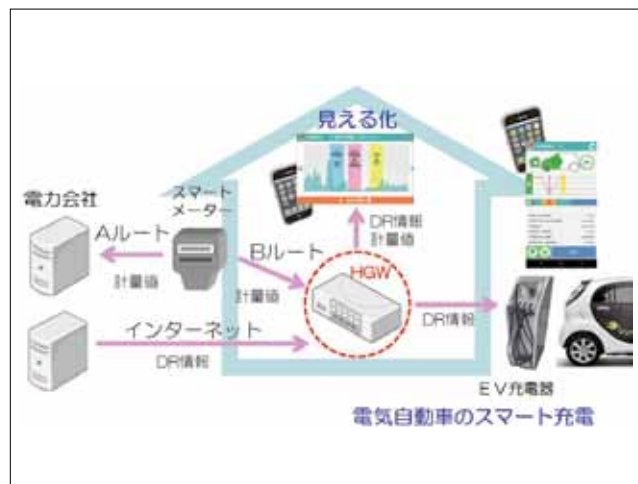 見える化
電力会社
スマート
メーター
Aルート
計量値
Bルート
計量値
DR情報
計量値
HGW
インターネット
DR情報
DR情報
EV充電器
電気自動車のスマート充電